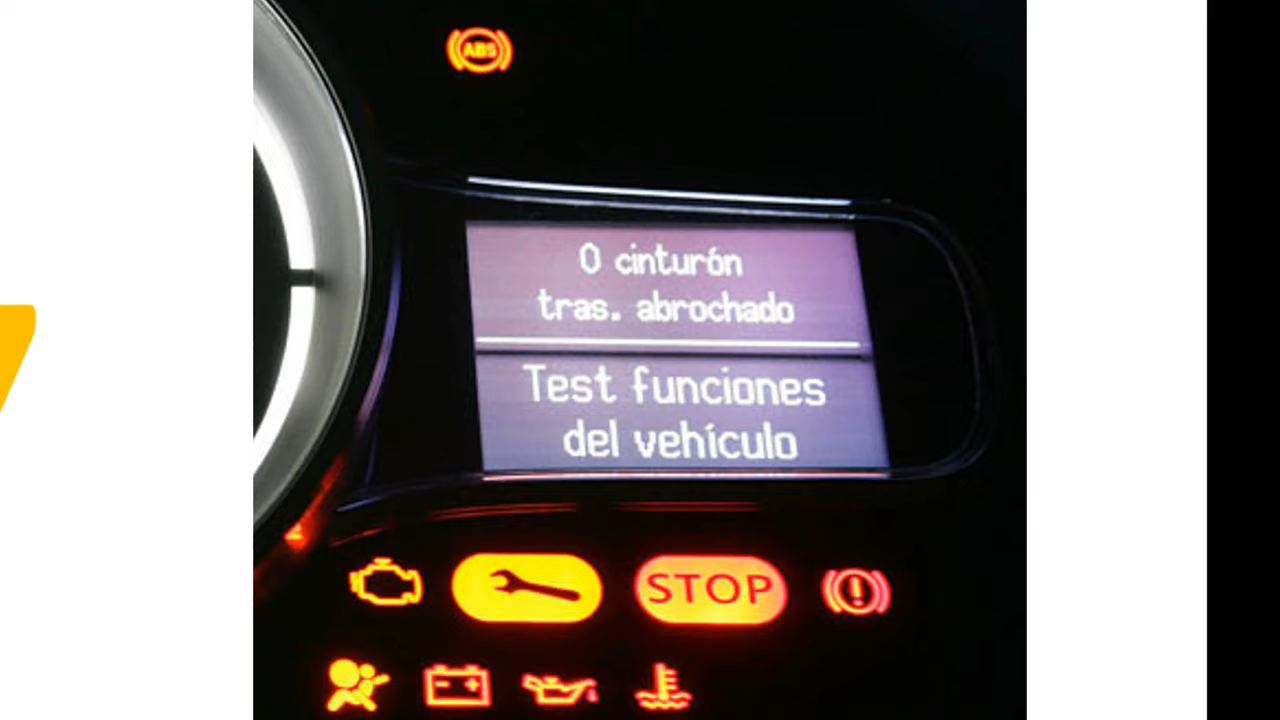 ABS
0 cinturón
tras. abrochado
Test funciones
del vehículo
STOP